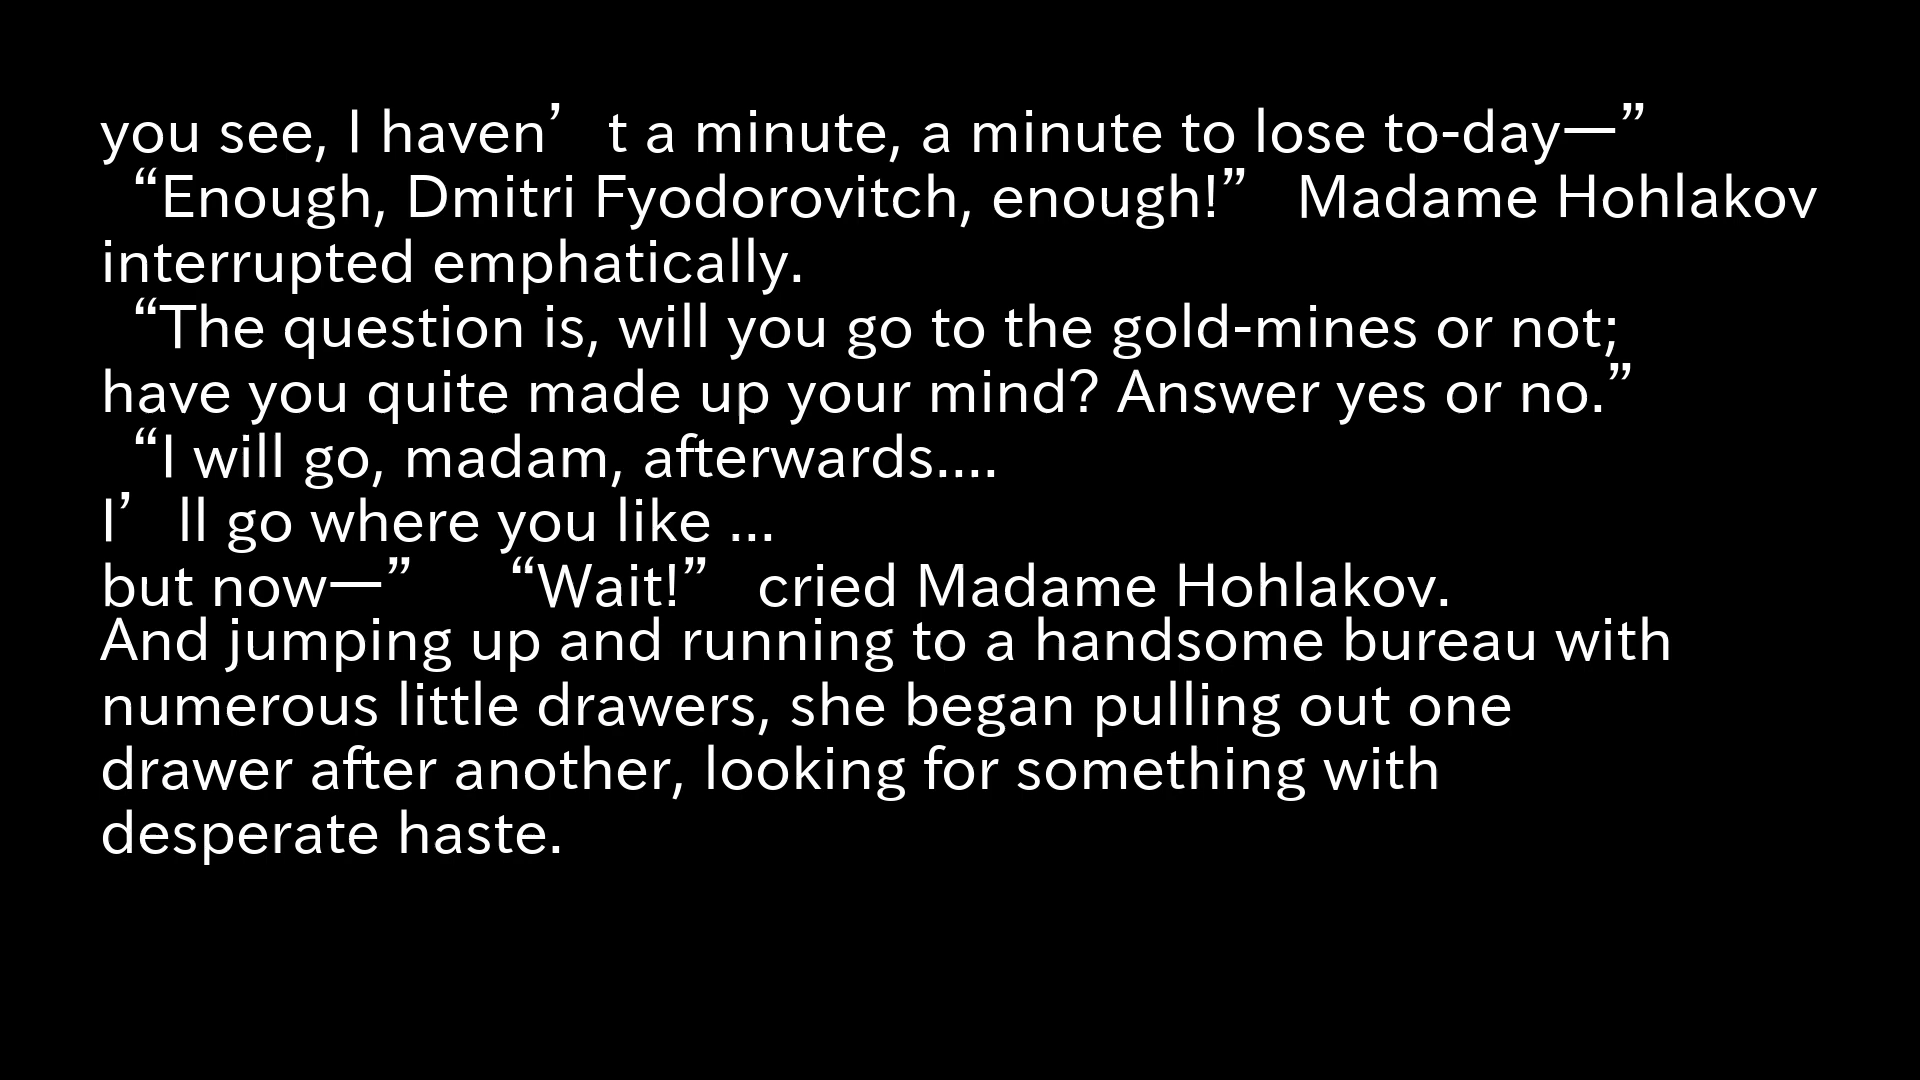 you see, I haven’t a minute, a minute to lose to-day—”
“Enough, Dmitri Fyodorovitch, enough!” Madame Hohlakov
interrupted emphatically.
“The question is, will you go to the gold-mines or not;
have you quite made up your mind? Answer yes or no.”
“I will go, madam, afterwards....
I’ll go where you like ...
but now—” “Wait!” cried Madame Hohlakov.
And jumping up and running to a handsome bureau with
numerous little drawers, she began pulling out one
drawer after another, looking for something with
desperate haste.